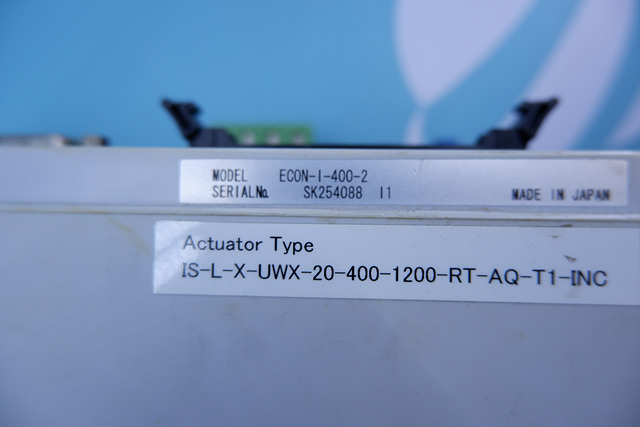 MODEL ECON-I-400-2
SERIAL№ SK254088 I1
MADE IN JAPAN
Actuator Type
IS-L-X-UWX-20-400-1200-RT-AQ-T1-INC